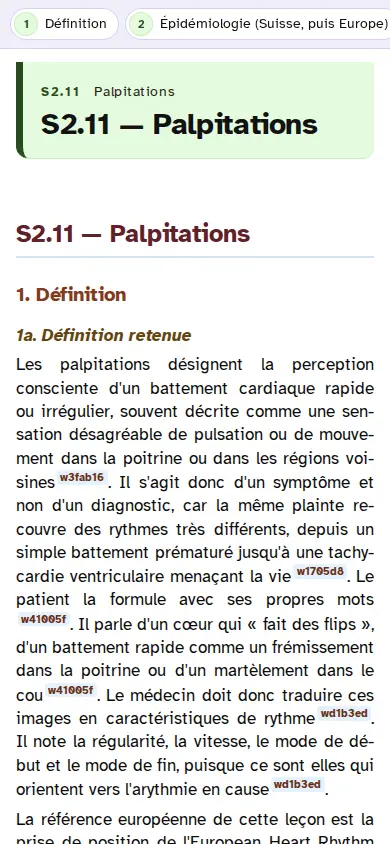 1 Définition 2 Épidémiologie (Suisse, puis Europe)
S2.11 Palpitations
S2.11 — Palpitations
S2.11 — Palpitations
1. Définition
1a. Définition retenue
Les palpitations désignent la perception
consciente d'un battement cardiaque rapide
ou irrégulier, souvent décrite comme une sen-
sation désagréable de pulsation ou de mouve-
ment dans la poitrine ou dans les régions voi-
sines w3fab16 . Il s'agit donc d'un symptôme et
non d'un diagnostic, car la même plainte re-
couvre des rythmes très différents, depuis un
simple battement prématuré jusqu'à une tachy-
cardie ventriculaire menaçant la vie w1705d8 . Le
patient la formule avec ses propres mots
w41005f . Il parle d'un cœur qui « fait des flips »,
d'un battement rapide comme un frémissement
dans la poitrine ou d'un martèlement dans le
cou w41005f . Le médecin doit donc traduire ces
images en caractéristiques de rythme wd1b3ed .
Il note la régularité, la vitesse, le mode de dé-
but et le mode de fin, puisque ce sont elles qui
orientent vers l'arythmie en cause wd1b3ed .
La référence européenne de cette leçon est la
prise de position de l'European Heart Rhythm